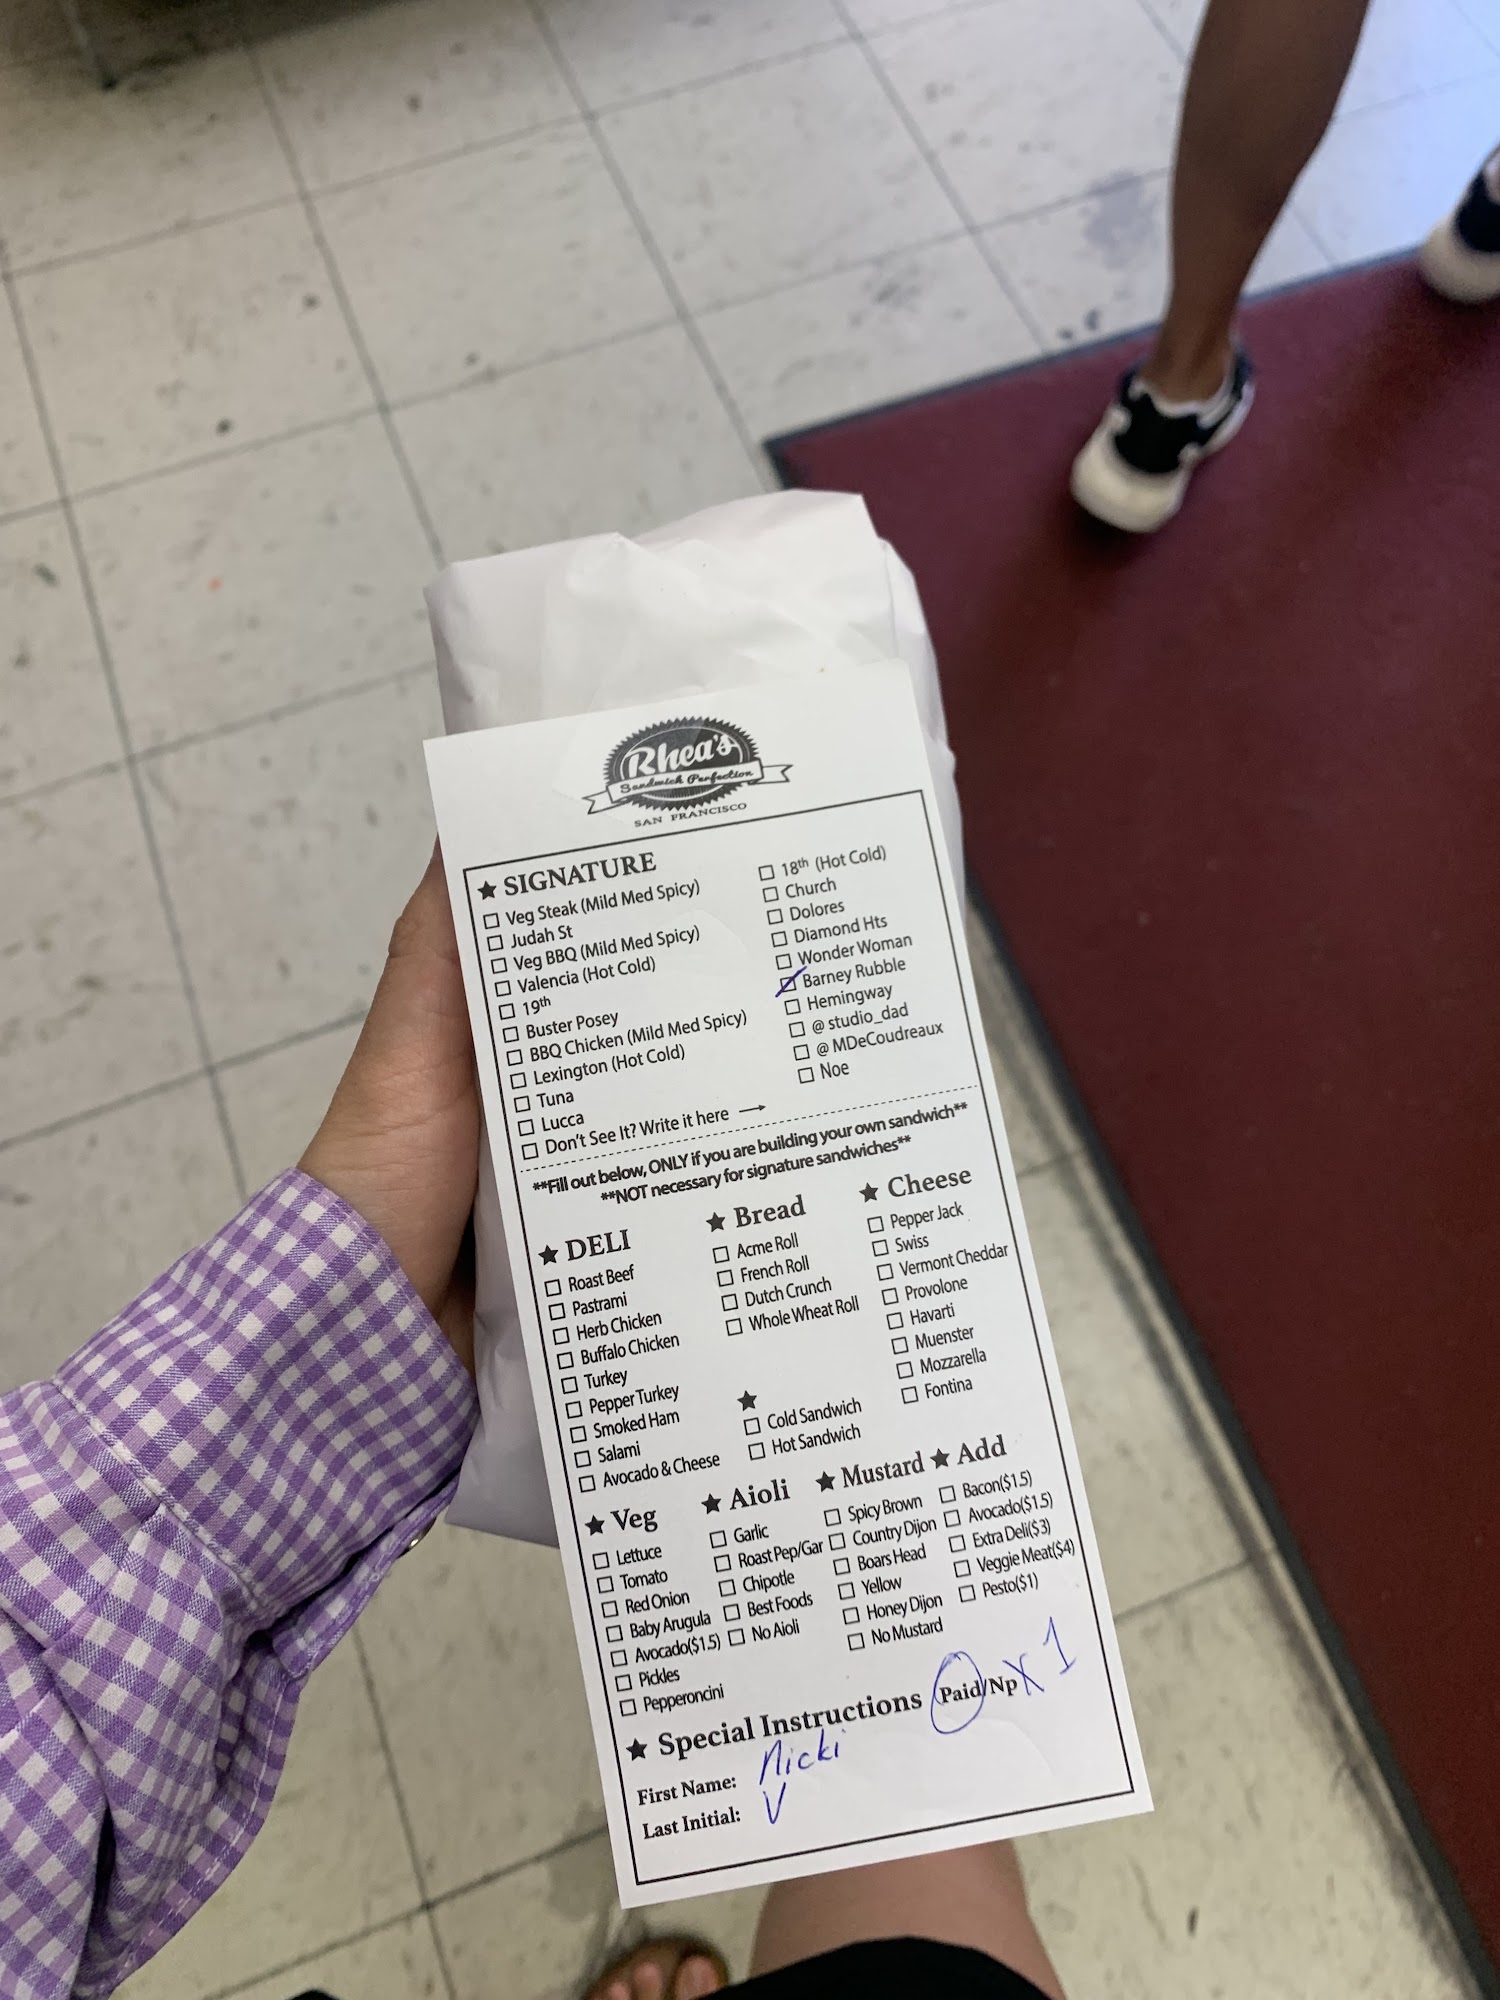 Rhea's
Sandwich Perfection
SAN FRANCISCO
★ SIGNATURE
☐ Veg Steak (Mild Med Spicy)
☐ Judah St
☐ Veg BBQ (Mild Med Spicy)
☐ Valencia (Hot Cold)
☐ 19th
☐ Buster Posey
☐ BBQ Chicken (Mild Med Spicy)
☐ Lexington (Hot Cold)
☐ Tuna
☐ Lucca
☐ Don't See It? Write it here →
☐ 18th (Hot Cold)
☐ Church
☐ Dolores
☐ Diamond Hts
☐ Wonder Woman
☑ Barney Rubble
☐ Hemingway
☐ @studio_dad
☐ @MDeCoudreaux
☐ Noe
**Fill out below, ONLY if you are building your own sandwich**
**NOT necessary for signature sandwiches**
★ DELI
☐ Roast Beef
☐ Pastrami
☐ Herb Chicken
☐ Buffalo Chicken
☐ Turkey
☐ Pepper Turkey
☐ Smoked Ham
☐ Salami
☐ Avocado & Cheese
★ Bread
☐ Acme Roll
☐ French Roll
☐ Dutch Crunch
☐ Whole Wheat Roll
★
☐ Cold Sandwich
☐ Hot Sandwich
★ Cheese
☐ Pepper Jack
☐ Swiss
☐ Vermont Cheddar
☐ Provolone
☐ Havarti
☐ Muenster
☐ Mozzarella
☐ Fontina
★ Veg
☐ Lettuce
☐ Tomato
☐ Red Onion
☐ Baby Arugula
☐ Avocado($1.5)
☐ Pickles
☐ Pepperoncini
★ Aioli
☐ Garlic
☐ Roast Pep/Gar
☐ Chipotle
☐ Best Foods
☐ No Aioli
★ Mustard
☐ Spicy Brown
☐ Country Dijon
☐ Boars Head
☐ Yellow
☐ Honey Dijon
☐ No Mustard
★ Add
☐ Bacon($1.5)
☐ Avocado($1.5)
☐ Extra Deli($3)
☐ Veggie Meat($4)
☐ Pesto($1)
★ Special Instructions Paid/Np X 1
First Name: Nicki
Last Initial: V